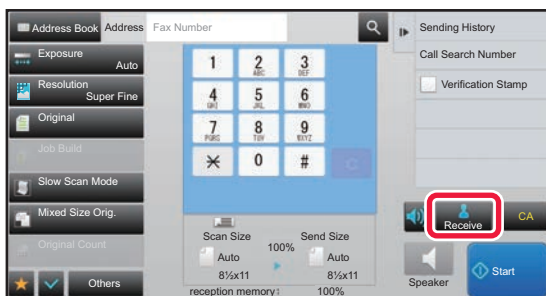 Address Book Address Fax Number
Sending History
Call Search Number
Verification Stamp
Exposure
Auto
Resolution
Super Fine
Original
Job Build
Slow Scan Mode
Mixed Size Orig.
Original Count
Others
1 2 3
ABC DEF
4 5 6
GHI JKL MNO
7 8 9
PQRS TUV WXYZ
0 #
Scan Size Send Size
100%
Auto Auto
8½x11 8½x11
reception memory: 100%
Receive CA
Speaker
Start